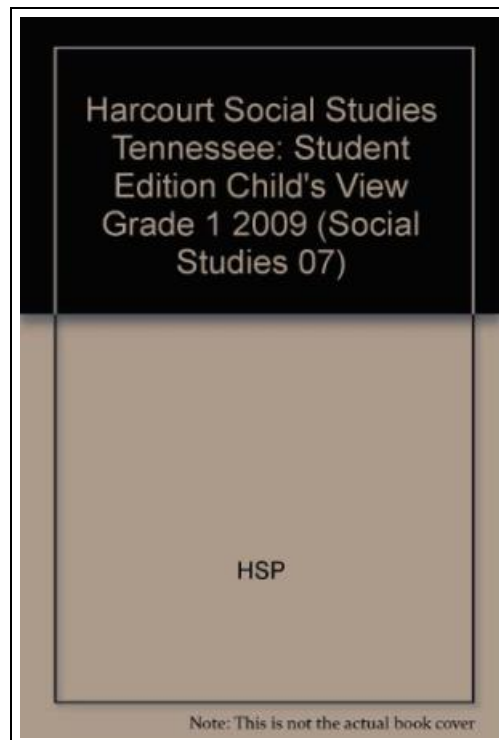 Harcourt Social Studies
Tennessee: Student
Edition Child's View
Grade 1 2009 (Social
Studies 07)
HSP
Note: This is not the actual book cover